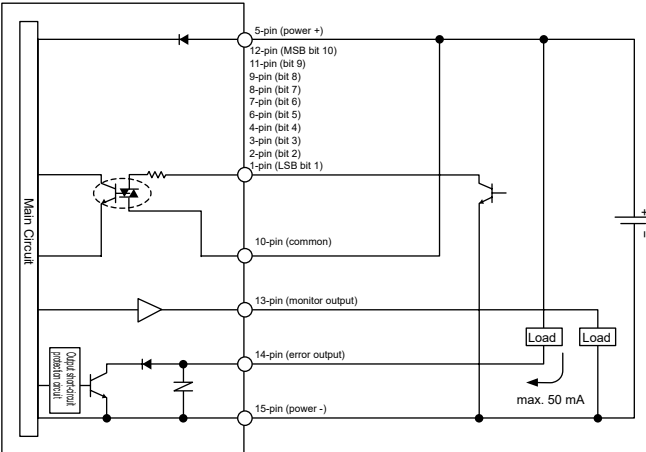 5-pin (power +)
12-pin (MSB bit 10)
11-pin (bit 9)
9-pin (bit 8)
8-pin (bit 7)
7-pin (bit 6)
6-pin (bit 5)
4-pin (bit 4)
3-pin (bit 3)
2-pin (bit 2)
1-pin (LSB bit 1)
Main Circuit
10-pin (common)
13-pin (monitor output)
14-pin (error output)
Output short-circuit
protection circuit
15-pin (power -)
Load
Load
max. 50 mA
+
-